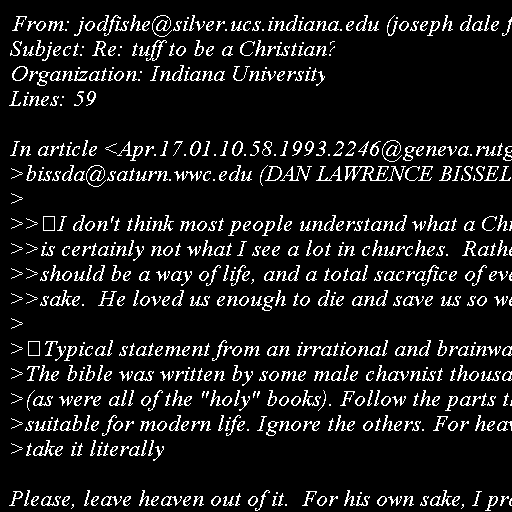 From: jodfishe@silver.ucs.indiana.edu (joseph dale f
Subject: Re: tuff to be a Christian?
Organization: Indiana University
Lines: 59

In article <Apr.17.01.10.58.1993.2246@geneva.rutg
>bissda@saturn.wwc.edu (DAN LAWRENCE BISSEL
>
>>I don't think most people understand what a Chr
>>is certainly not what I see a lot in churches.  Rathe
>>should be a way of life, and a total sacrafice of eve
>>sake.  He loved us enough to die and save us so we
>
>Typical statement from an irrational and brainwa
>The bible was written by some male chavnist thousa
>(as were all of the "holy" books). Follow the parts th
>suitable for modern life. Ignore the others. For heav
>take it literally

Please, leave heaven out of it.  For his own sake, I pra